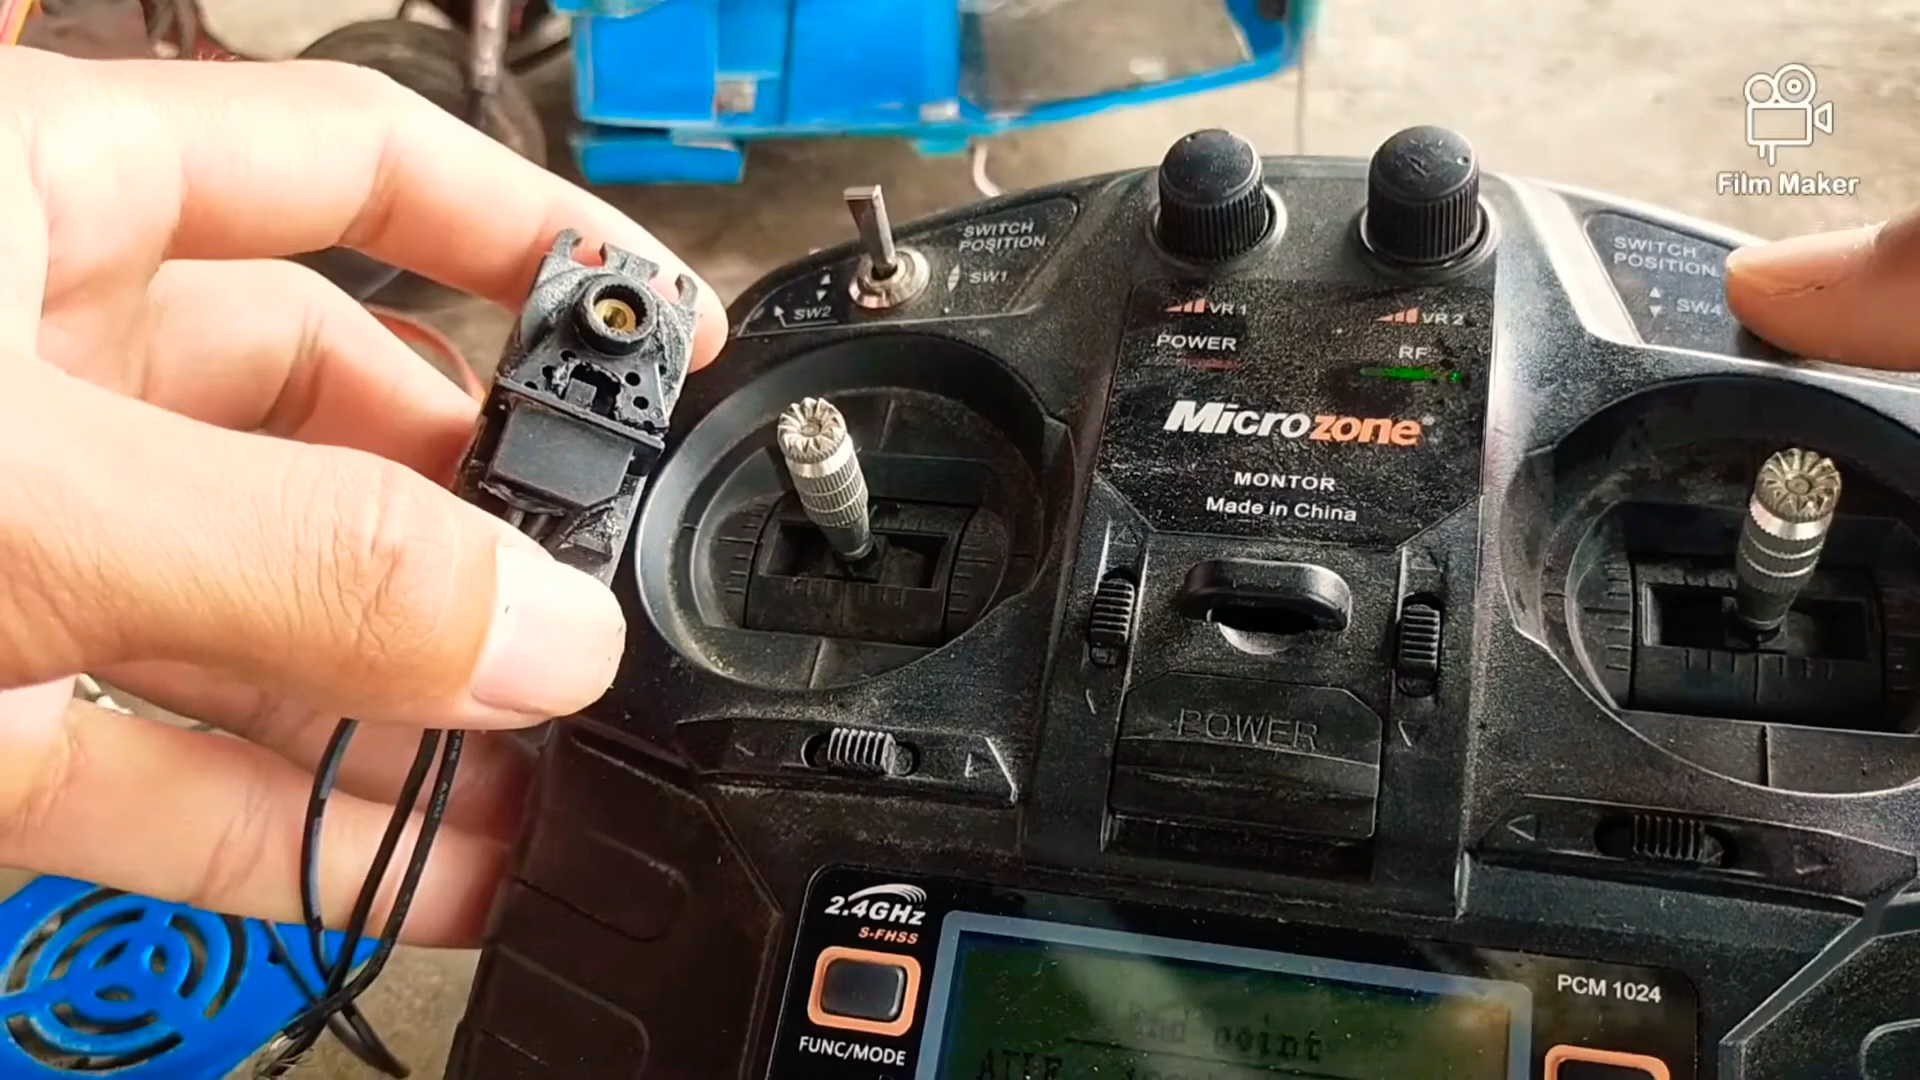 Film Maker
SWITCH
POSITION
SW1
SW2
SWITCH
POSITION
SW4
VR 1
VR 2
POWER
RF
Microzone
MONTOR
Made in China
POWER
2.4GHz
S-FHSS
PCM 1024
FUNC/MODE
End point